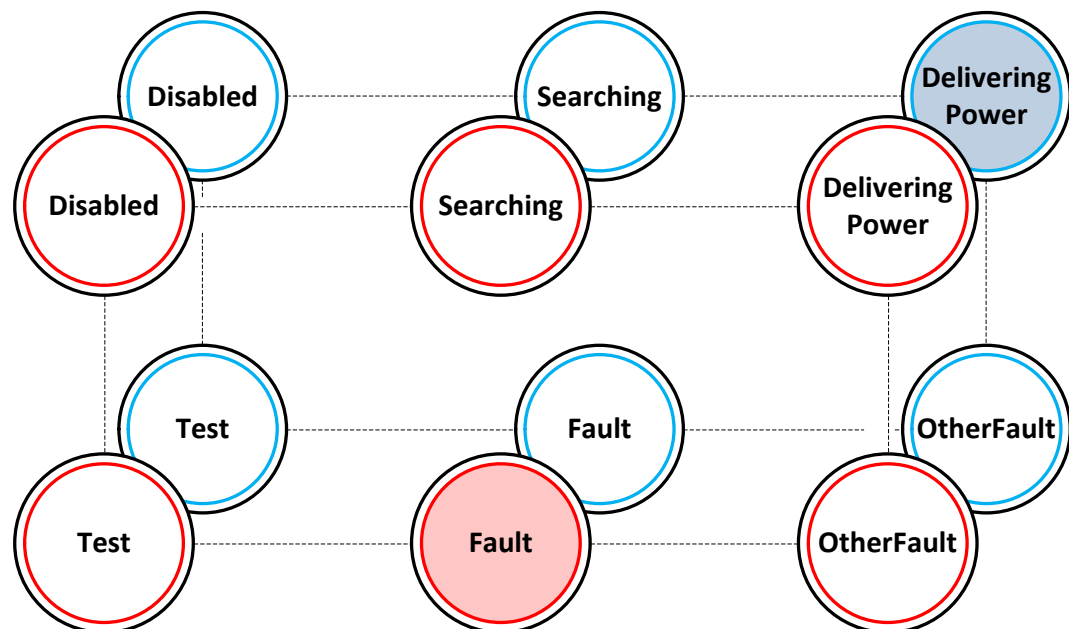 Disabled
Searching
Delivering
Power
Disabled
Searching
Delivering
Power
Test
Fault
OtherFault
Test
Fault
OtherFault